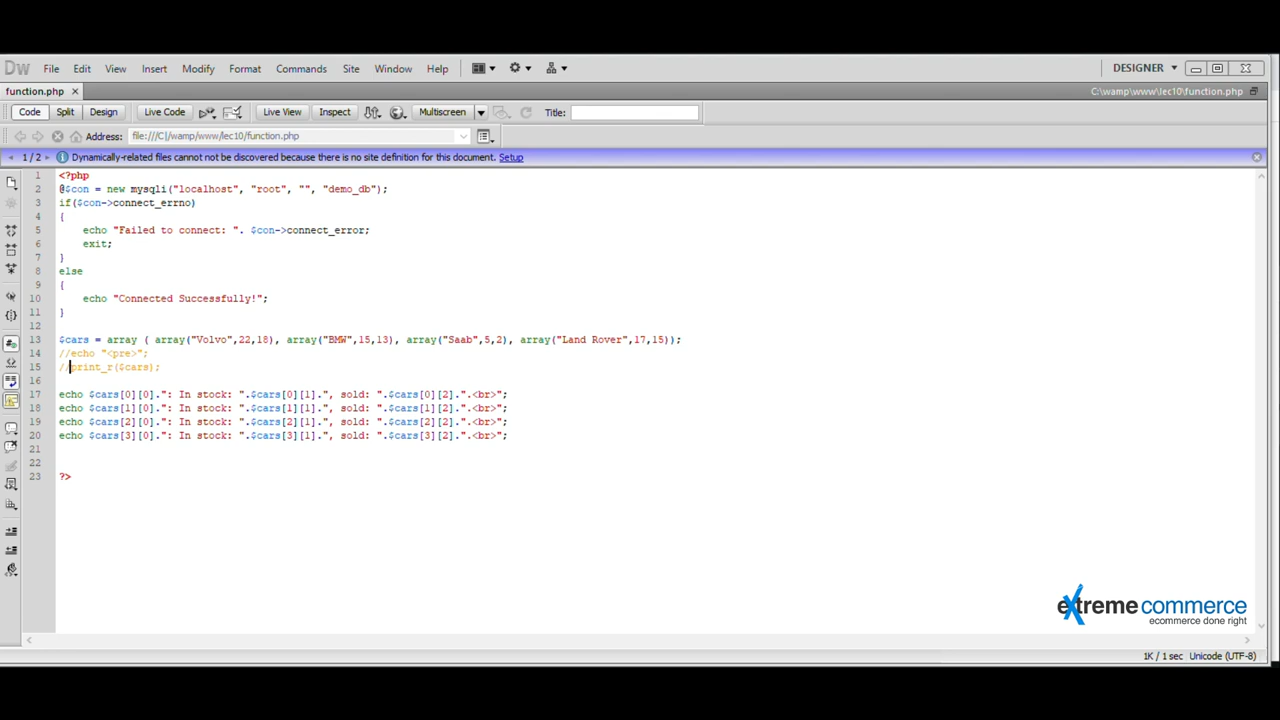 Dw File Edit View Insert Modify Format Commands Site Window Help DESIGNER
function.php C:\wamp\www\lec10\function.php
Code Split Design Live Code Live View Inspect Multiscreen Title:
Address: file:///C|/wamp/www/lec10/function.php
1 / 2 Dynamically-related files cannot be discovered because there is no site definition for this document. Setup
1 <?php
2 @$con = new mysqli("localhost", "root", "", "demo_db");
3 if($con->connect_errno)
4 {
5 echo "Failed to connect: ". $con->connect_error;
6 exit;
7 }
8 else
9 {
10 echo "Connected Successfully!";
11 }
12
13 $cars = array ( array("Volvo",22,18), array("BMW",15,13), array("Saab",5,2), array("Land Rover",17,15));
14 //echo "<pre>";
15 //print_r($cars);
16
17 echo $cars[0][0].": In stock: ".$cars[0][1].", sold: ".$cars[0][2].".<br>";
18 echo $cars[1][0].": In stock: ".$cars[1][1].", sold: ".$cars[1][2].".<br>";
19 echo $cars[2][0].": In stock: ".$cars[2][1].", sold: ".$cars[2][2].".<br>";
20 echo $cars[3][0].": In stock: ".$cars[3][1].", sold: ".$cars[3][2].".<br>";
21
22
23 ?>
extreme commerce
ecommerce done right
1K / 1 sec Unicode (UTF-8)